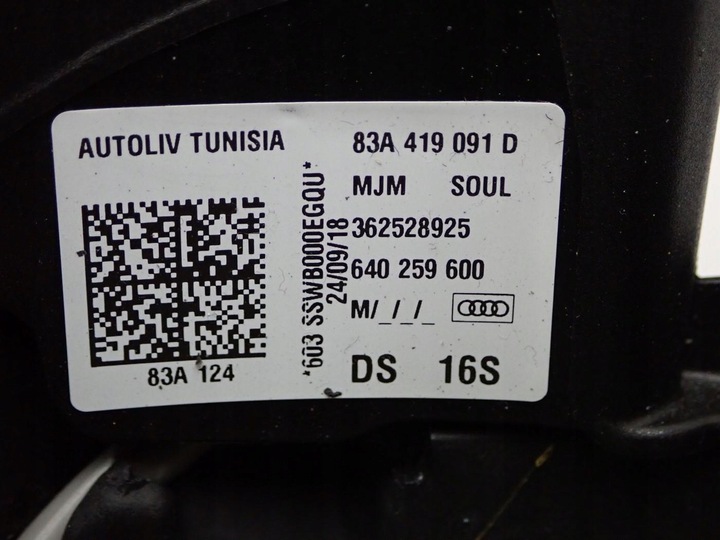 AUTOLIV TUNISIA
83A 124
*603 SSWB000EGQU*
24/09/18
83A 419 091 D
MJM SOUL
362528925
640 259 600
M/_/_/_
DS 16S